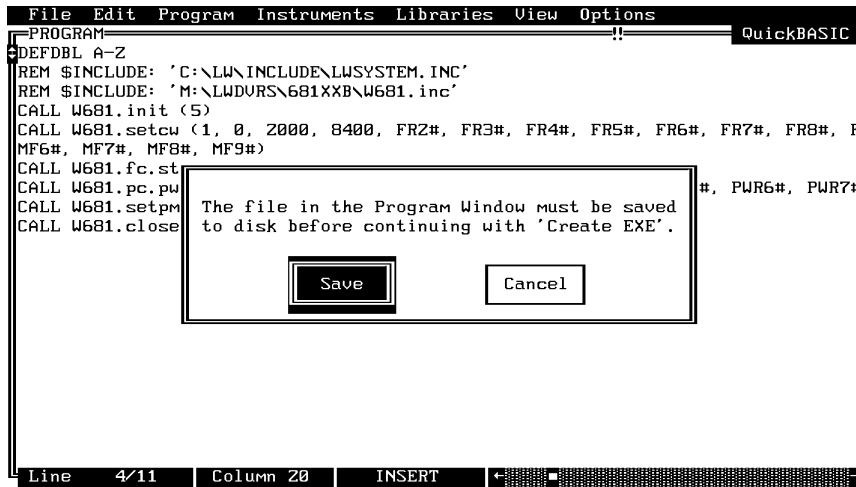 File Edit Program Instruments Libraries View Options
PROGRAM
QuickBASIC
DEFDBL A-Z
REM $INCLUDE: 'C:\LW\INCLUDE\LWSYSTEM.INC'
REM $INCLUDE: 'M:\LWDVRS\681XXB\W681.inc'
CALL W681.init (5)
CALL W681.setcw (1, 0, 2000, 8400, FR2#, FR3#, FR4#, FR5#, FR6#, FR7#, FR8#, F
MF6#, MF7#, MF8#, MF9#)
CALL W681.fc.st
CALL W681.pc.pw #, PWR6#, PWR7#
CALL W681.setpm
CALL W681.close
The file in the Program Window must be saved
to disk before continuing with 'Create EXE'.
Save Cancel
Line 4/11 Column 20 INSERT